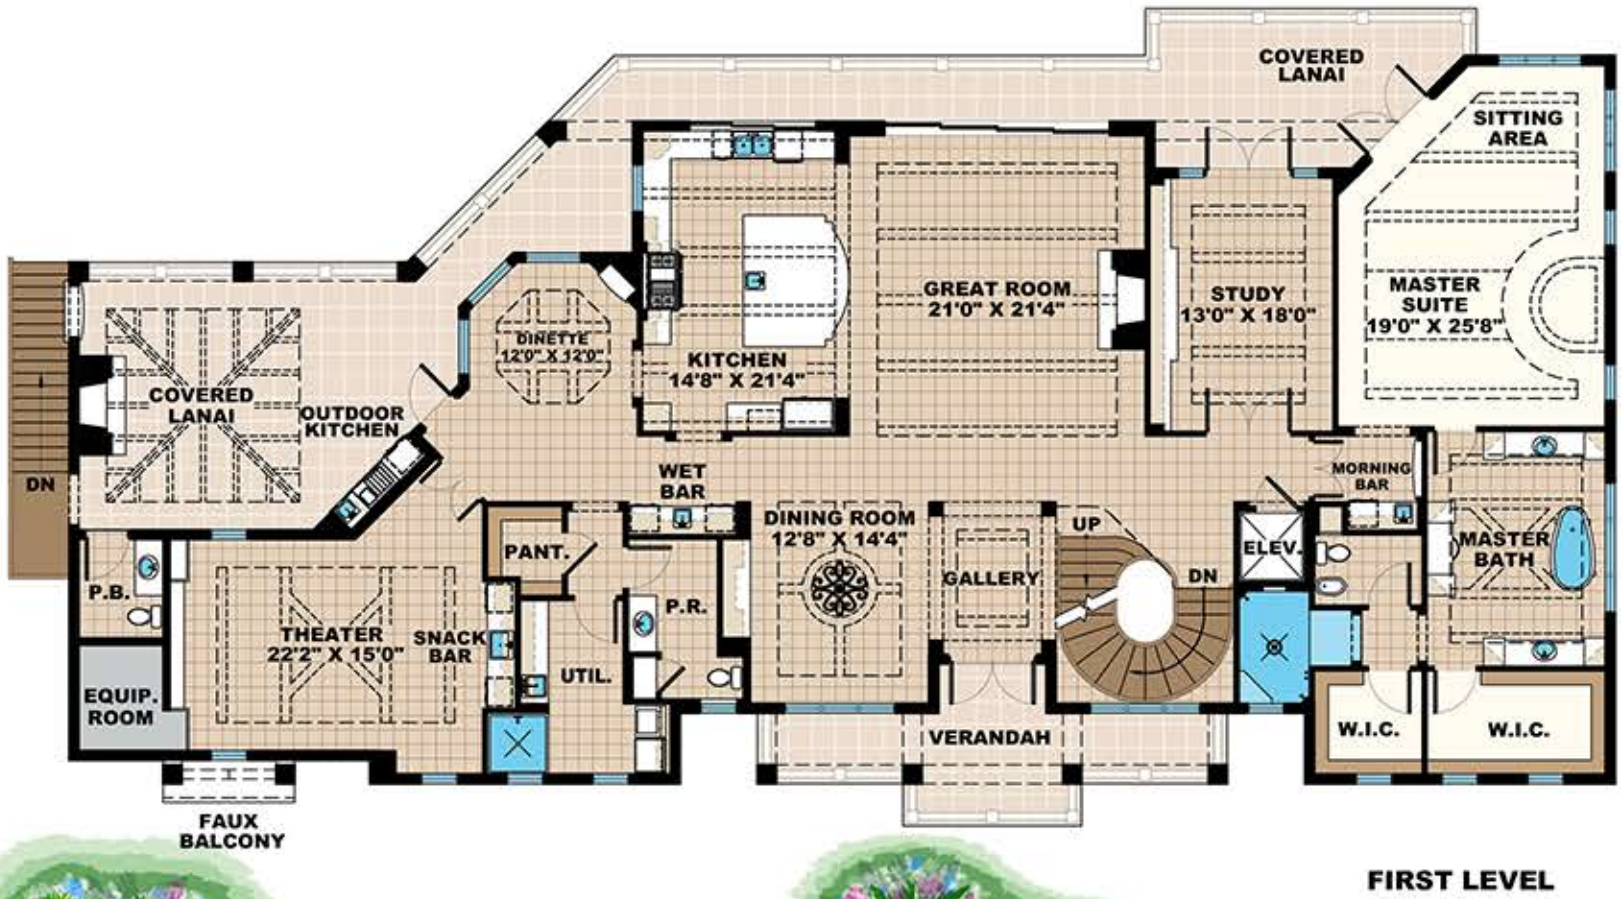 COVERED
LANAI
SITTING
AREA
GREAT ROOM
21'0" X 21'4"
STUDY
13'0" X 18'0"
MASTER
SUITE
19'0" X 25'8"
DINETTE
12'0" X 12'0"
KITCHEN
14'8" X 21'4"
COVERED
LANAI
OUTDOOR
KITCHEN
DN
WET
BAR
MORNING
BAR
DINING ROOM
12'8" X 14'4"
UP
PANT.
ELEV.
MASTER
BATH
GALLERY
DN
P.B.
P.R.
THEATER
22'2" X 15'0"
SNACK
BAR
UTIL.
EQUIP.
ROOM
VERANDAH
W.I.C.
W.I.C.
FAUX
BALCONY
FIRST LEVEL